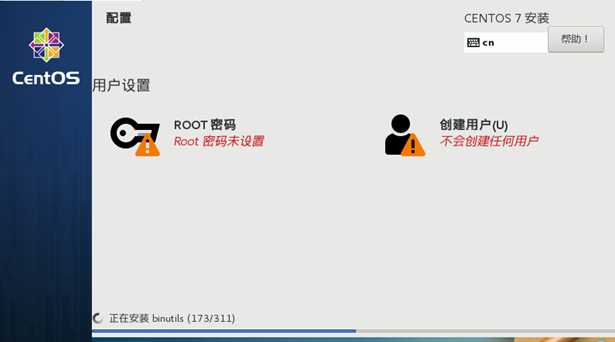 配置
CENTOS 7 安装
cn
帮助！
CentOS
用户设置
ROOT 密码
Root 密码未设置
创建用户(U)
不会创建任何用户
正在安装 binutils (173/311)